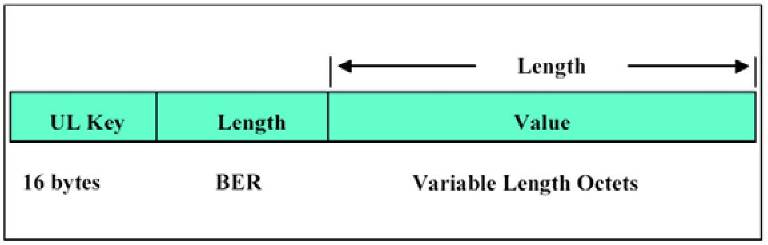 Length
UL Key Length Value
16 bytes BER Variable Length Octets